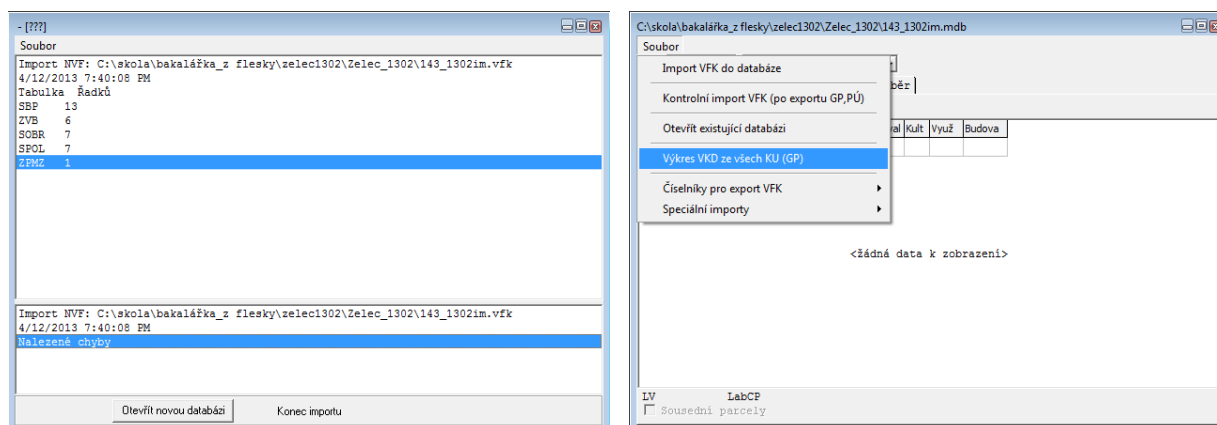 - [???]
Soubor
Import NVF: C:\skola\bakalářka_z flesky\zelec1302\Zelec_1302\143_1302im.vfk
4/12/2013 7:40:08 PM
Tabulka Řádků
SBP 13
ZVB 6
SOBR 7
SPOL 7
ZPMZ 1
Import NVF: C:\skola\bakalářka_z flesky\zelec1302\Zelec_1302\143_1302im.vfk
4/12/2013 7:40:08 PM
Nalezené chyby
Otevřít novou databázi Konec importu
C:\skola\bakalářka_z flesky\zelec1302\Zelec_1302\143_1302im.mdb
Soubor
Import VFK do databáze
Kontrolní import VFK (po exportu GP,PÚ)
běr
Otevřít existující databázi
val Kult Využ Budova
Výkres VKD ze všech KU (GP)
Číselníky pro export VFK
Speciální importy
<žádná data k zobrazení>
LV LabCP
Sousední parcely